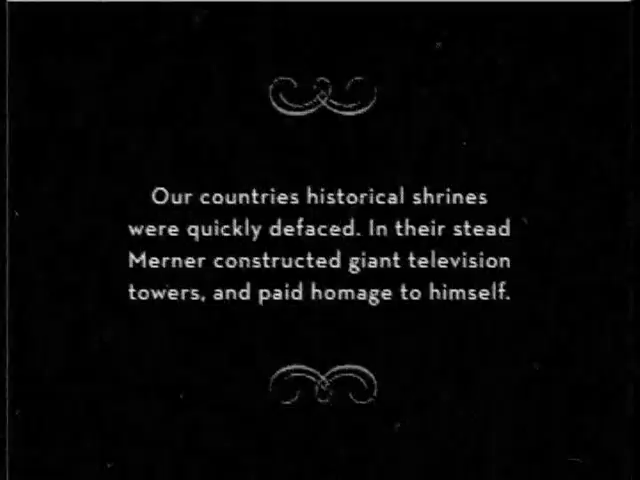 Our countries historical shrines
were quickly defaced. In their stead
Merner constructed giant television
towers, and paid homage to himself.